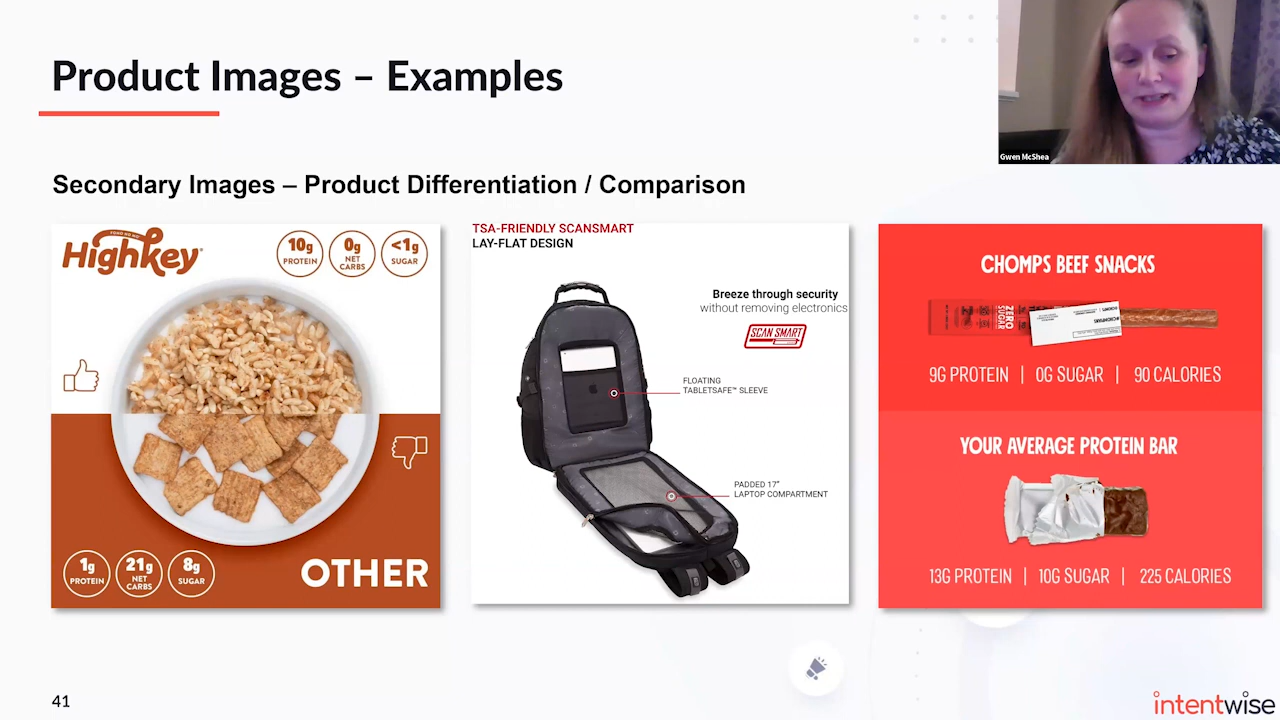 Product Images – Examples
Gwen McShea
Secondary Images – Product Differentiation / Comparison
Highkey
10g PROTEIN
0g NET CARBS
<1g SUGAR
1g PROTEIN
21g NET CARBS
8g SUGAR
OTHER
TSA-FRIENDLY SCANSMART
LAY-FLAT DESIGN
Breeze through security
without removing electronics
SCAN SMART
FLOATING
TABLETSAFE™ SLEEVE
PADDED 17"
LAPTOP COMPARTMENT
CHOMPS BEEF SNACKS
ZERO
SUGAR
9G PROTEIN | 0G SUGAR | 90 CALORIES
YOUR AVERAGE PROTEIN BAR
13G PROTEIN | 10G SUGAR | 225 CALORIES
41
intentwise